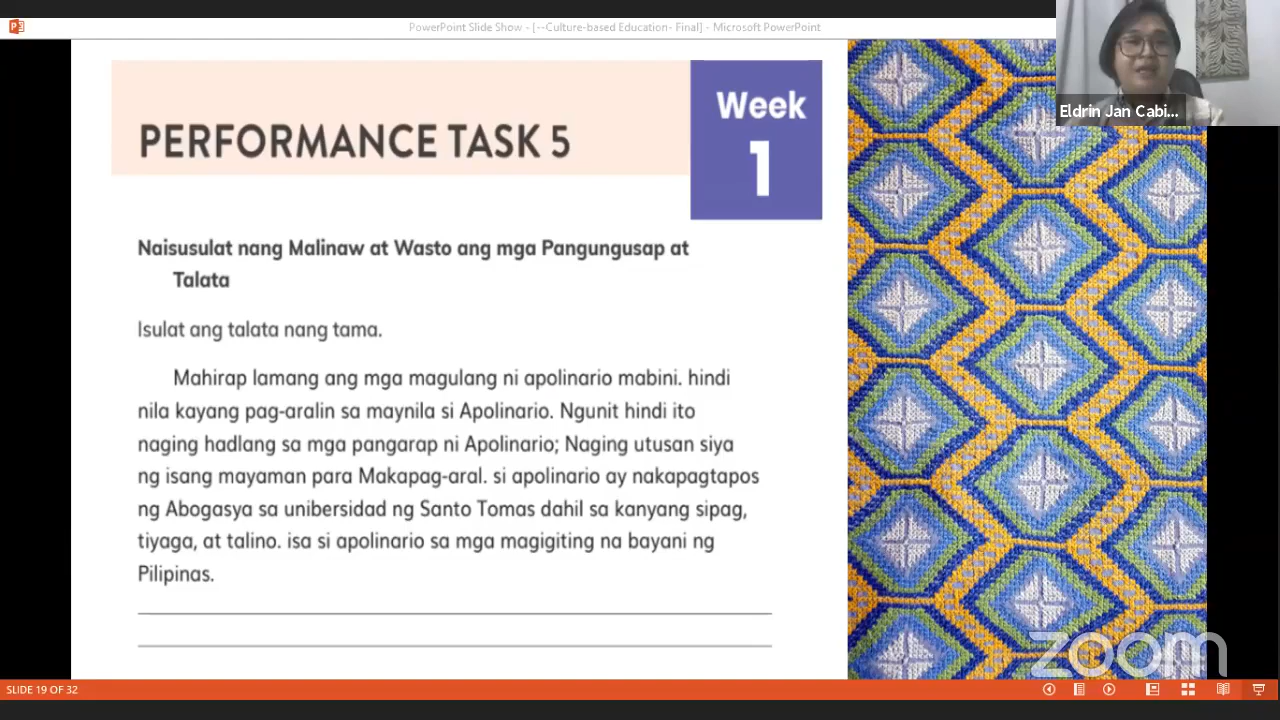 PowerPoint Slide Show - [--Culture-based Education- Final] - Microsoft PowerPoint
Eldrin Jan Cabi...
Week
1
PERFORMANCE TASK 5
Naisusulat nang Malinaw at Wasto ang mga Pangungusap at
Talata
Isulat ang talata nang tama.
Mahirap lamang ang mga magulang ni apolinario mabini. hindi
nila kayang pag-aralin sa maynila si Apolinario. Ngunit hindi ito
naging hadlang sa mga pangarap ni Apolinario; Naging utusan siya
ng isang mayaman para Makapag-aral. si apolinario ay nakapagtapos
ng Abogasya sa unibersidad ng Santo Tomas dahil sa kanyang sipag,
tiyaga, at talino. isa si apolinario sa mga magigiting na bayani ng
Pilipinas.
zoom
SLIDE 19 OF 32